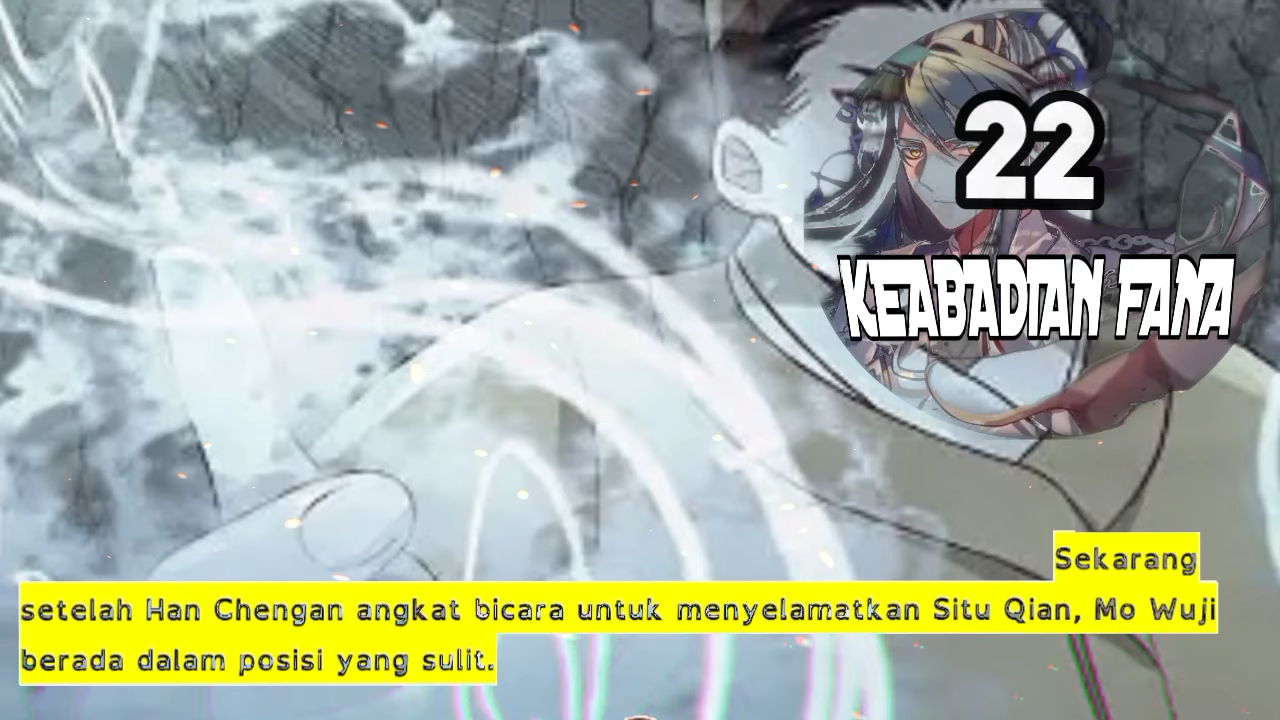 22
KEABADIAN FANA
Sekarang
setelah Han Chengan angkat bicara untuk menyelamatkan Situ Qian, Mo Wuji
berada dalam posisi yang sulit.